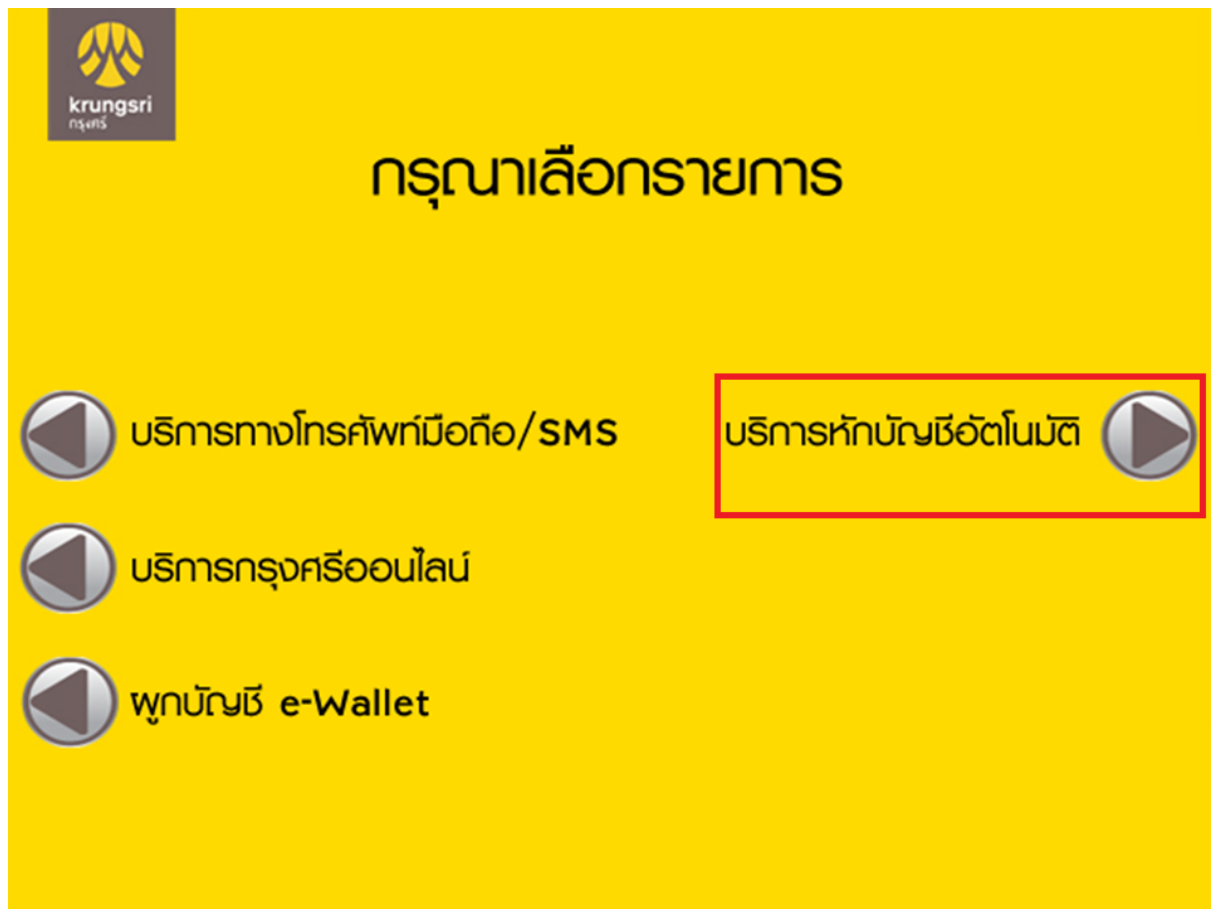 krungsri
กรุงศรี
กรุณาเลือกรายการ
บริการทางโทรศัพท์มือถือ/SMS
บริการหักบัญชีอัตโนมัติ
บริการกรุงศรีออนไลน์
ผูกบัญชี e-Wallet